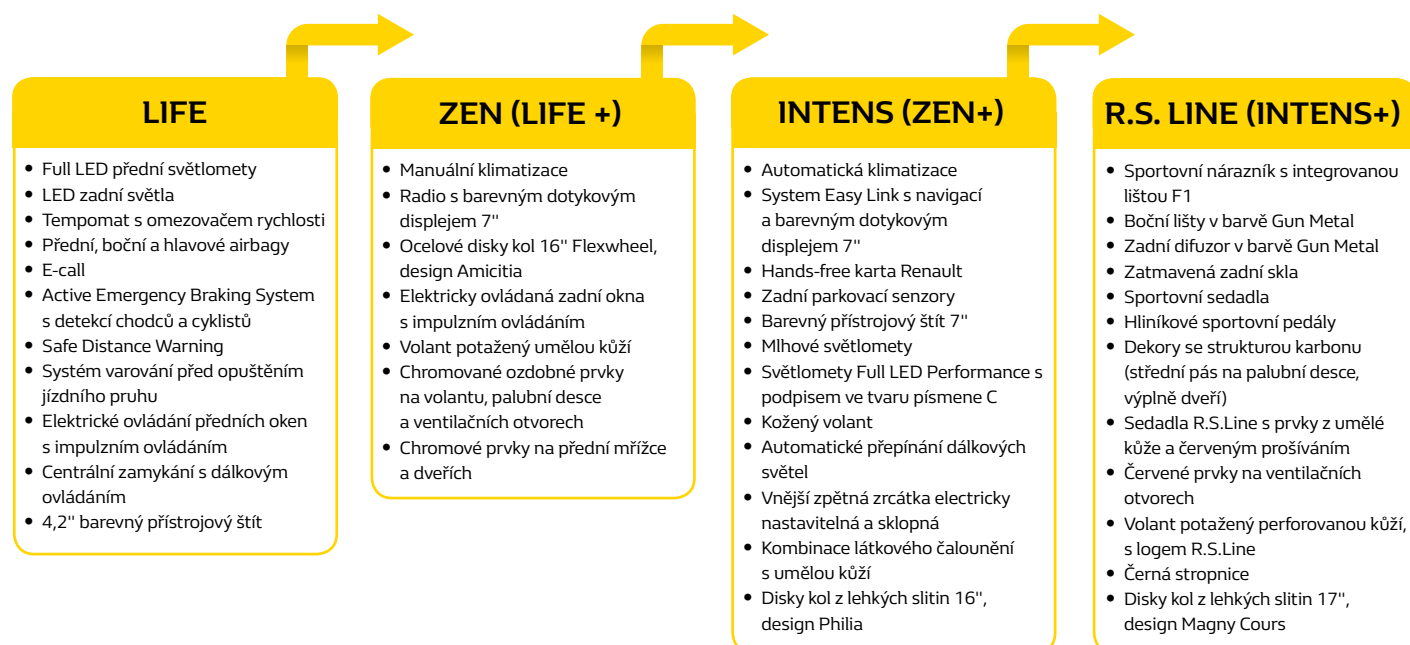 LIFE
• Full LED přední světlomety
• LED zadní světla
• Tempomat s omezovačem rychlosti
• Přední, boční a hlavové airbagy
• E-call
• Active Emergency Braking System
s detekcí chodců a cyklistů
• Safe Distance Warning
• Systém varování před opuštěním
jízdního pruhu
• Elektrické ovládání předních oken
s impulzním ovládáním
• Centrální zamykání s dálkovým
ovládáním
• 4,2" barevný přístrojový štít
ZEN (LIFE +)
• Manuální klimatizace
• Radio s barevným dotykovým
displejem 7"
• Ocelové disky kol 16" Flexwheel,
design Amicitia
• Elektricky ovládaná zadní okna
s impulzním ovládáním
• Volant potažený umělou kůží
• Chromované ozdobné prvky
na volantu, palubní desce
a ventilačních otvorech
• Chromové prvky na přední mřížce
a dveřích
INTENS (ZEN+)
• Automatická klimatizace
• System Easy Link s navigací
a barevným dotykovým
displejem 7"
• Hands-free karta Renault
• Zadní parkovací senzory
• Barevný přístrojový štít 7"
• Mlhové světlomety
• Světlomety Full LED Performance s
podpisem ve tvaru písmene C
• Kožený volant
• Automatické přepínání dálkových
světel
• Vnější zpětná zrcátka electricky
nastavitelná a sklopná
• Kombinace látkového čalounění
s umělou kůží
• Disky kol z lehkých slitin 16",
design Philia
R.S. LINE (INTENS+)
• Sportovní nárazník s integrovanou
lištou F1
• Boční lišty v barvě Gun Metal
• Zadní difuzor v barvě Gun Metal
• Zatmavená zadní skla
• Sportovní sedadla
• Hliníkové sportovní pedály
• Dekory se strukturou karbonu
(střední pás na palubní desce,
výplně dveří)
• Sedadla R.S.Line s prvky z umělé
kůže a červeným prošíváním
• Červené prvky na ventilačních
otvorech
• Volant potažený perforovanou kůží,
s logem R.S.Line
• Černá stropnice
• Disky kol z lehkých slitin 17",
design Magny Cours